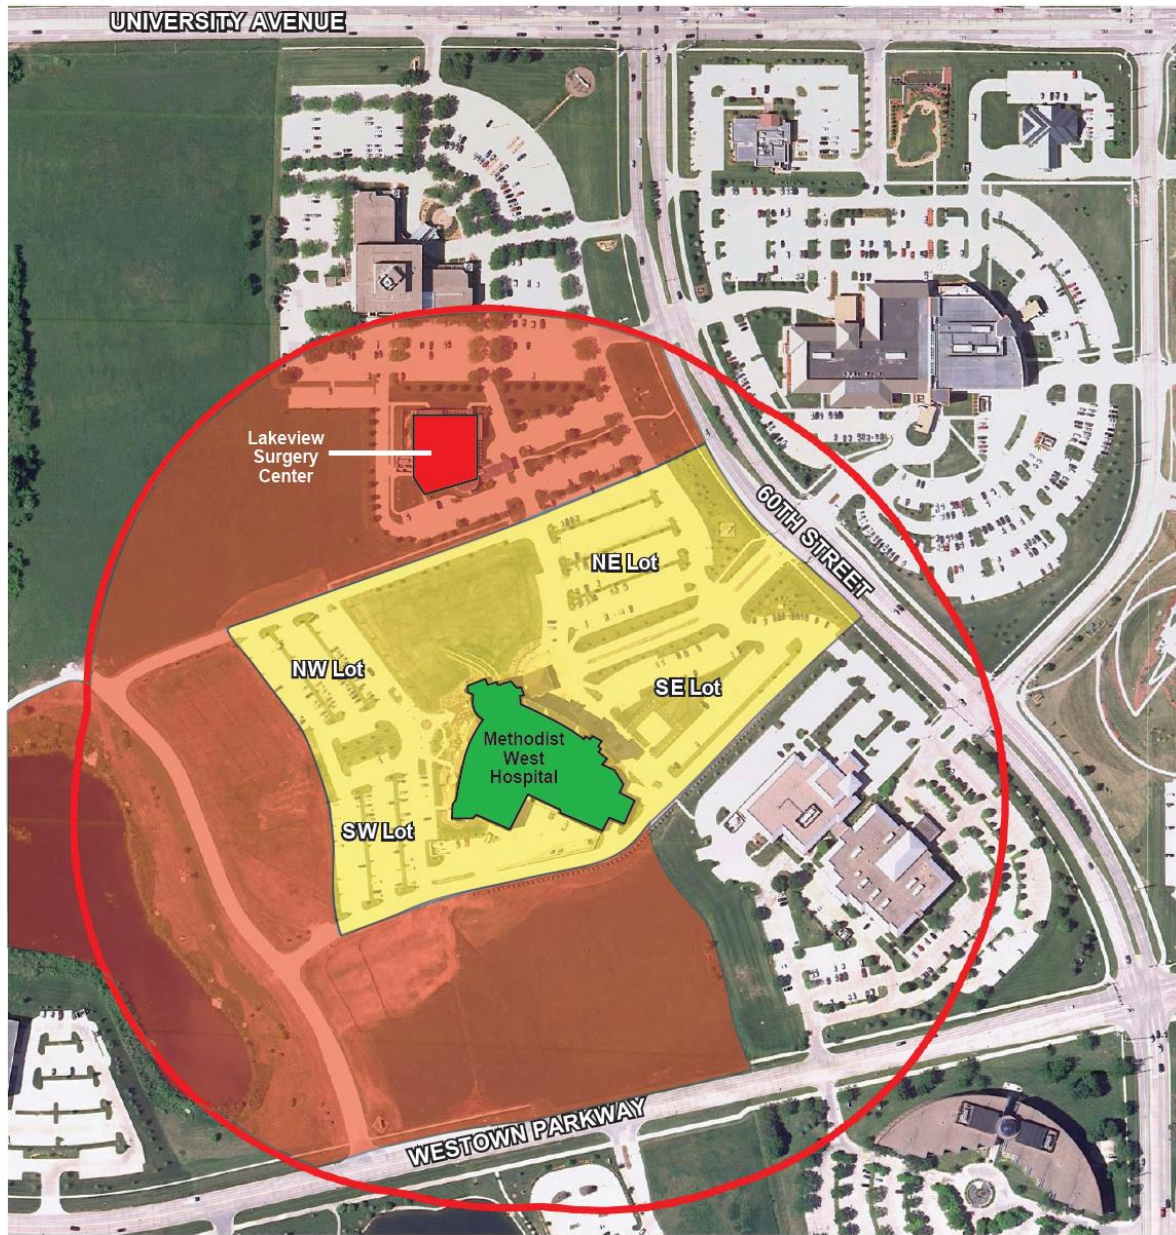 UNIVERSITY AVENUE
Lakeview
Surgery
Center
60TH STREET
NE Lot
NW Lot
SE Lot
Methodist
West
Hospital
SW Lot
WESTOWN PARKWAY